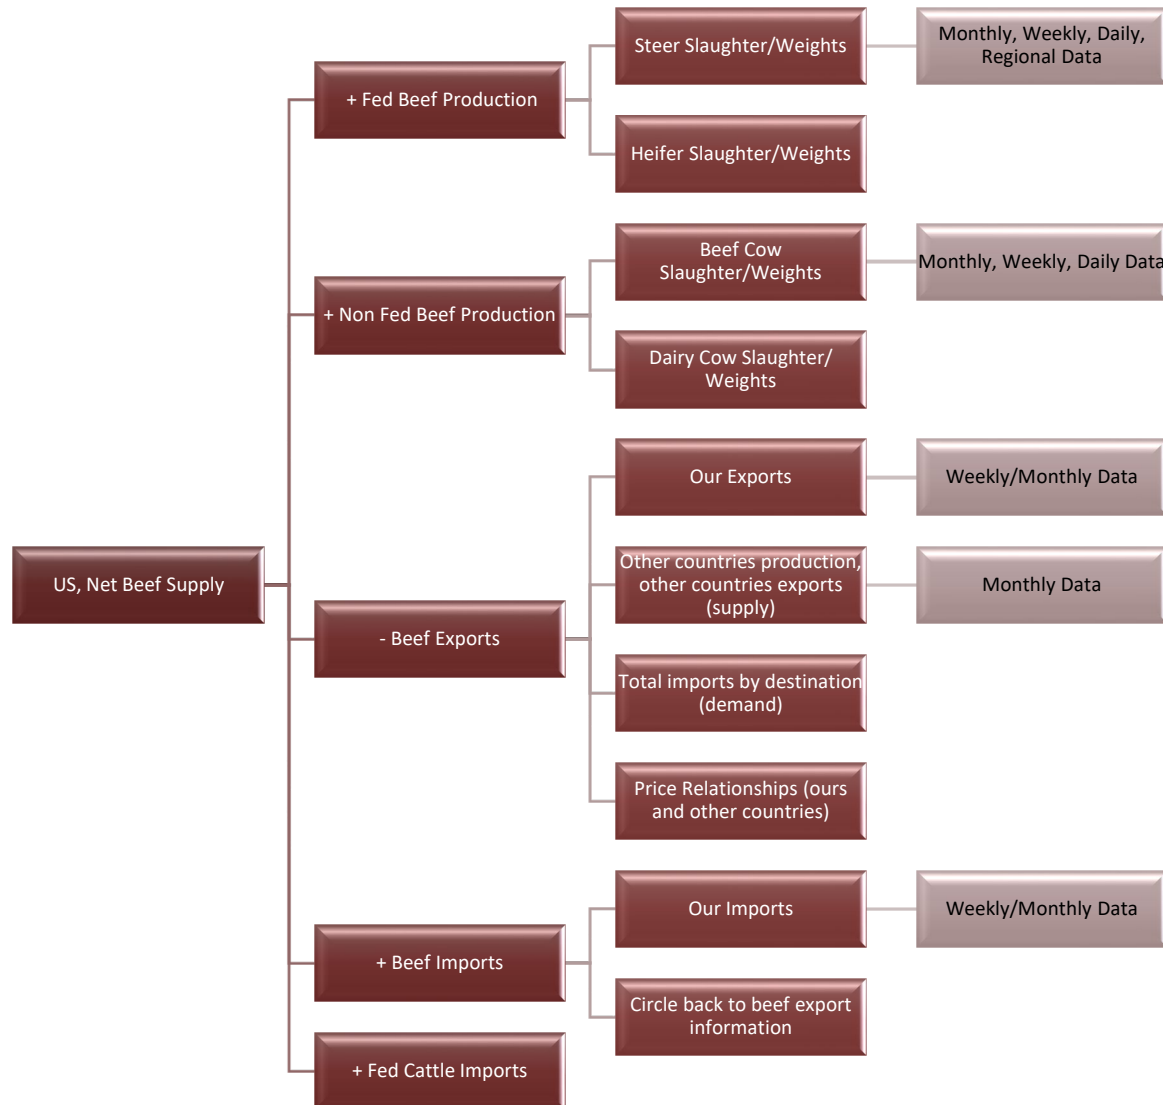 Steer Slaughter/Weights
Monthly, Weekly, Daily,
Regional Data
+ Fed Beef Production
Heifer Slaughter/Weights
Beef Cow
Slaughter/Weights
Monthly, Weekly, Daily Data
+ Non Fed Beef Production
Dairy Cow Slaughter/
Weights
Our Exports
Weekly/Monthly Data
US, Net Beef Supply
Other countries production,
other countries exports
(supply)
Monthly Data
- Beef Exports
Total imports by destination
(demand)
Price Relationships (ours
and other countries)
Our Imports
Weekly/Monthly Data
+ Beef Imports
Circle back to beef export
information
+ Fed Cattle Imports